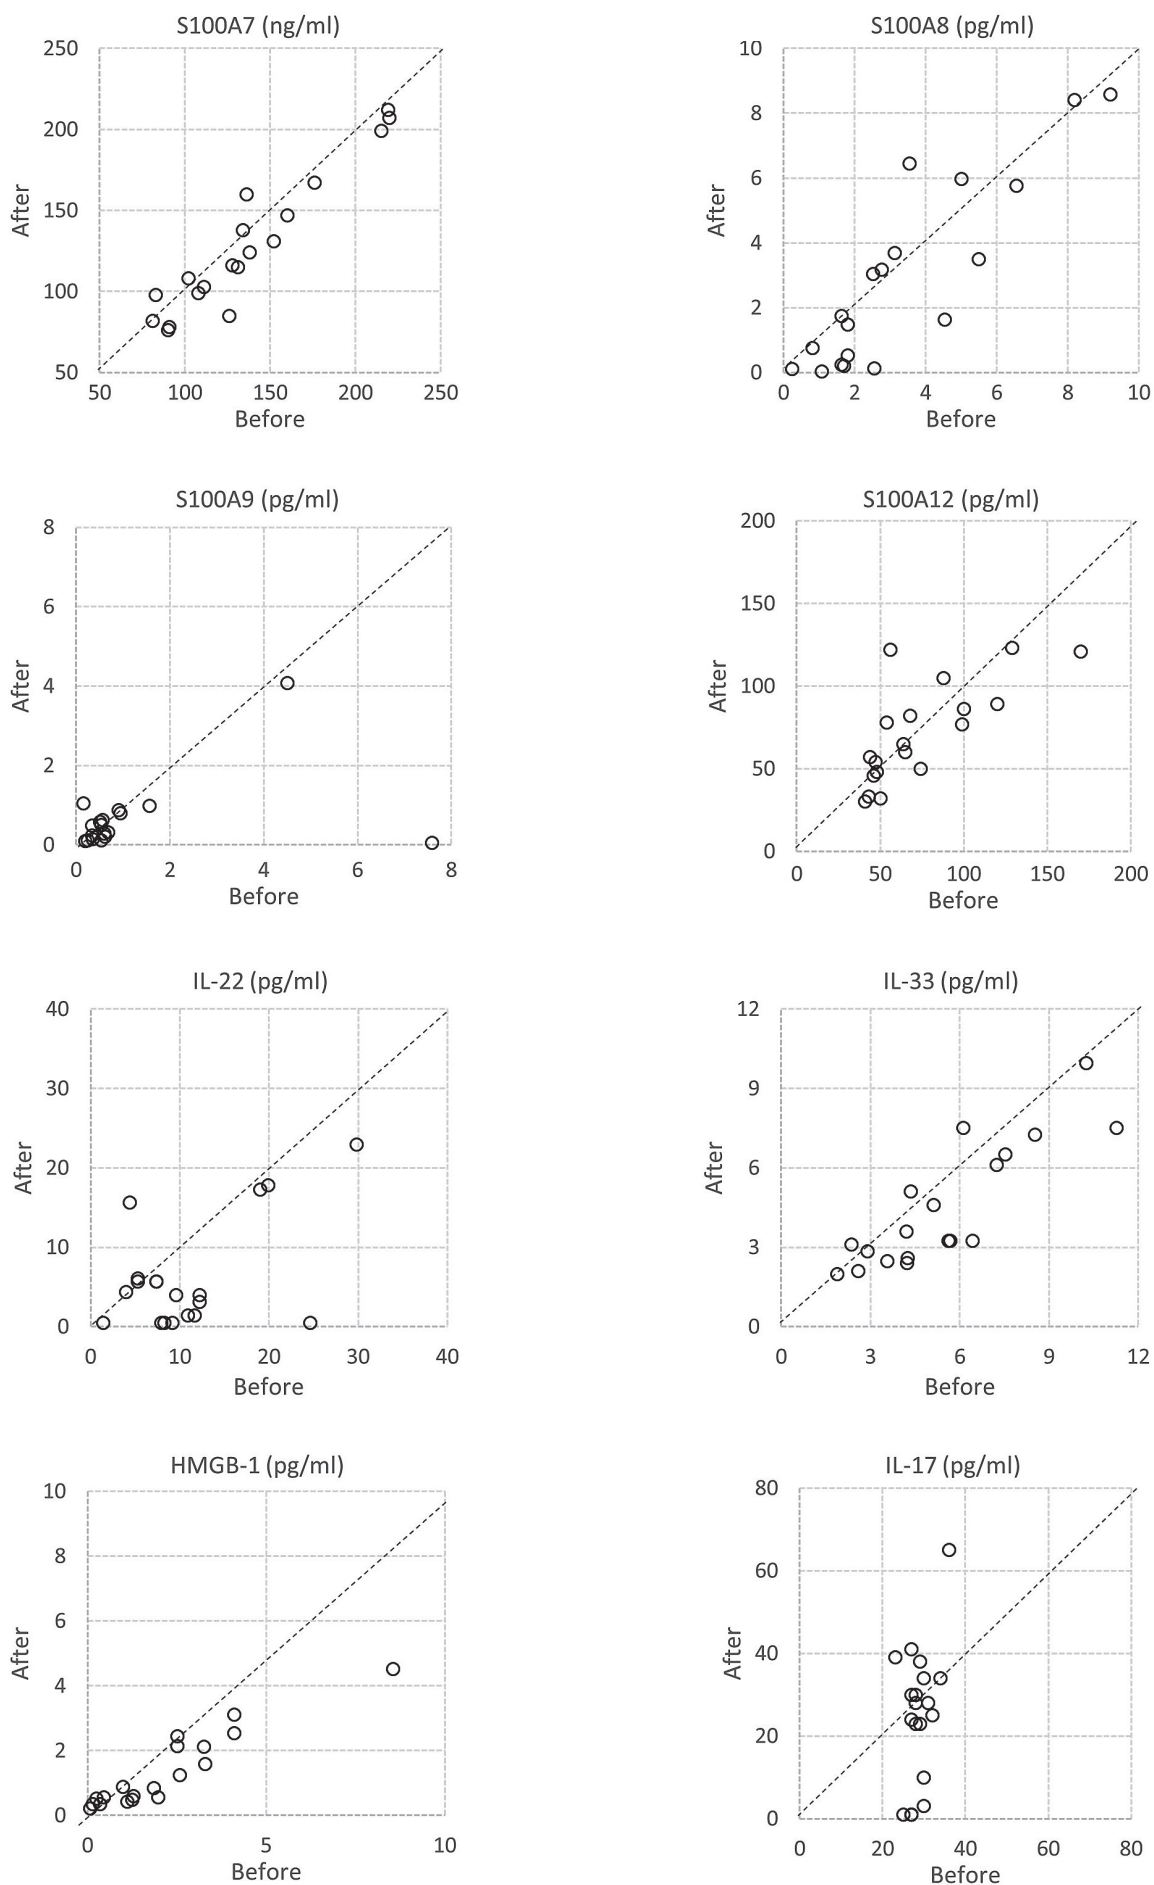 S100A7 (ng/ml)
250
200
150
100
50
After
50 100 150 200 250
Before
S100A8 (pg/ml)
10
8
6
4
2
0
After
0 2 4 6 8 10
Before
S100A9 (pg/ml)
8
6
4
2
0
After
0 2 4 6 8
Before
S100A12 (pg/ml)
200
150
100
50
0
After
0 50 100 150 200
Before
IL-22 (pg/ml)
40
30
20
10
0
After
0 10 20 30 40
Before
IL-33 (pg/ml)
12
9
6
3
0
After
0 3 6 9 12
Before
HMGB-1 (pg/ml)
10
8
6
4
2
0
After
0 5 10
Before
IL-17 (pg/ml)
80
60
40
20
0
After
0 20 40 60 80
Before